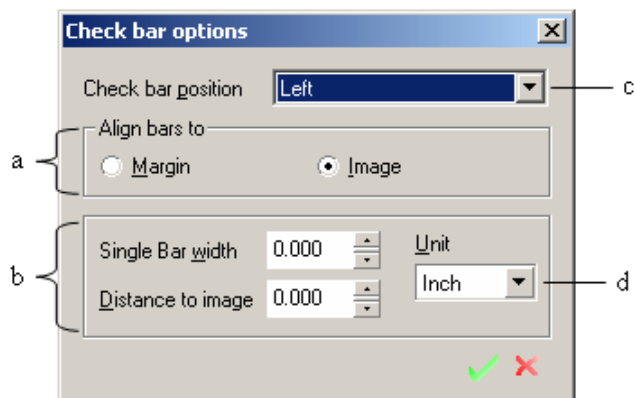 Check bar options
Check bar position Left c
Align bars to
a Margin Image
Single Bar width 0.000 Unit
b Distance to image 0.000 Inch d